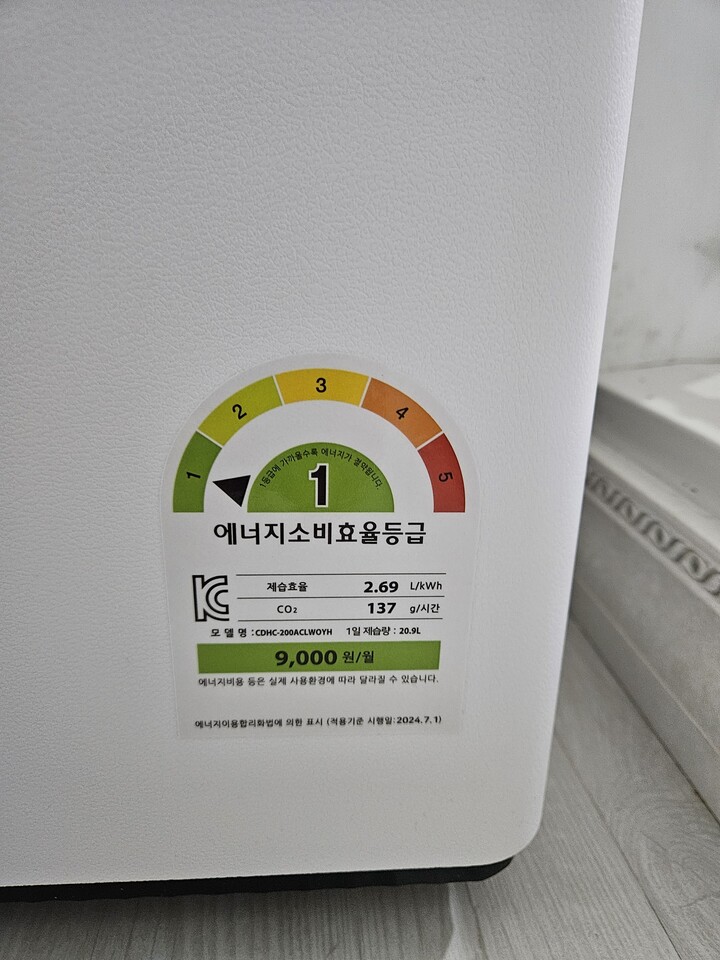 1
2
3
4
5
1등급에 가까울수록 에너지가 절약됩니다.
1
에너지소비효율등급
제습효율 2.69 L/kWh
CO₂ 137 g/시간
모 델 명 : CDHC-200ACLWOYH 1일 제습량 : 20.9L
9,000 원/월
에너지비용 등은 실제 사용환경에 따라 달라질 수 있습니다.
에너지이용합리화법에 의한 표시 (적용기준 시행일:2024.7.1)